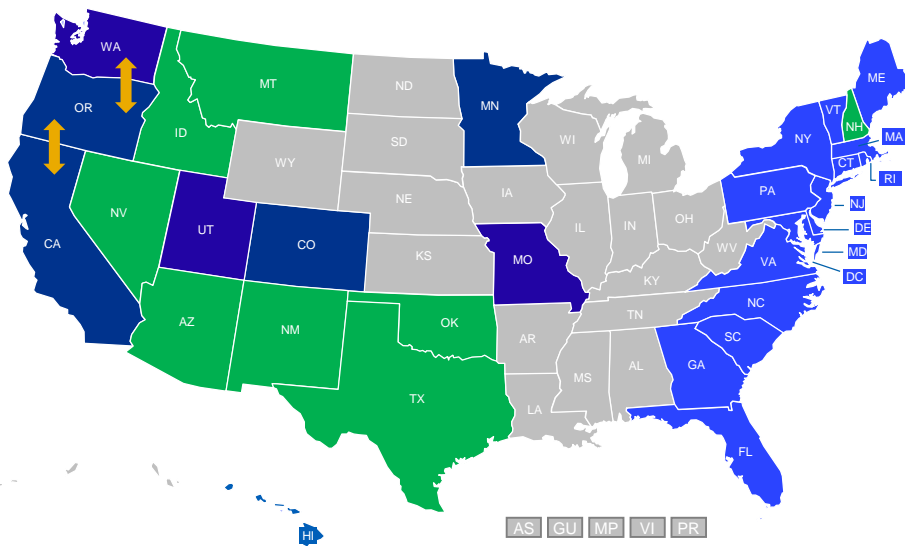 WA
ME
MT
ND
VT
OR
MN
NH
ID
MA
NY
WI
SD
MI
WY
CT
RI
PA
IA
NE
NJ
NV
OH
IL
IN
UT
DE
CO
CA
WV
MD
KS
MO
VA
DC
KY
NC
TN
AZ
OK
NM
SC
AR
GA
AL
MS
TX
LA
FL
AS GU MP VI PR
HI